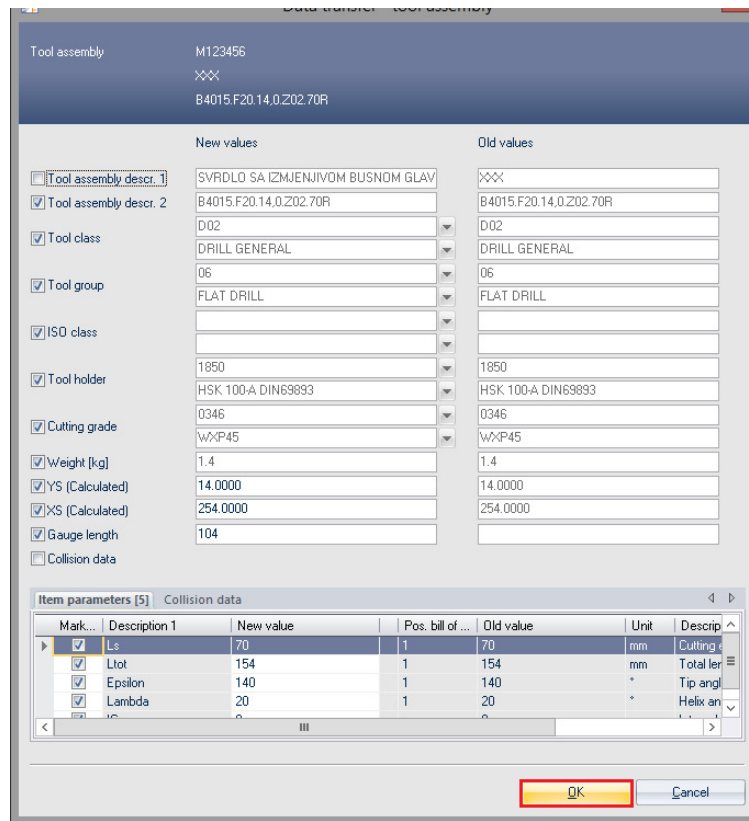 Data transfer - tool assembly
Tool assembly M123456
XXX
B4015.F20.14,0.Z02.70R
New values Old values
Tool assembly descr. 1 SVRDLO SA IZMJENJIVOM BUSNOM GLAV XXX
Tool assembly descr. 2 B4015.F20.14,0.Z02.70R B4015.F20.14,0.Z02.70R
Tool class D02 D02
DRILL GENERAL DRILL GENERAL
Tool group 06 06
FLAT DRILL FLAT DRILL
ISO class
Tool holder 1850 1850
HSK 100-A DIN69893 HSK 100-A DIN69893
Cutting grade 0346 0346
WXP45 WXP45
Weight [kg] 1.4 1.4
YS (Calculated) 14.0000 14.0000
XS (Calculated) 254.0000 254.0000
Gauge length 104
Collision data
Item parameters [5] Collision data
Mark... Description 1 New value Pos. bill of ... Old value Unit Descrip
Ls 70 1 70 mm Cutting e
Ltot 154 1 154 mm Total ler
Epsilon 140 1 140 ° Tip angl
Lambda 20 1 20 ° Helix an
OK Cancel